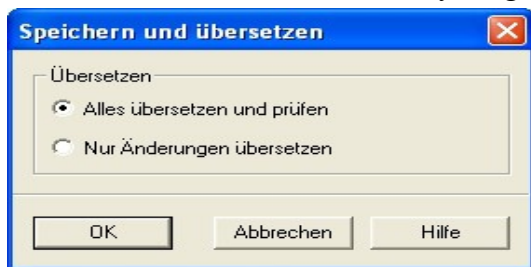 Speichern und übersetzen
Übersetzen
Alles übersetzen und prüfen
Nur Änderungen übersetzen
OK Abbrechen Hilfe